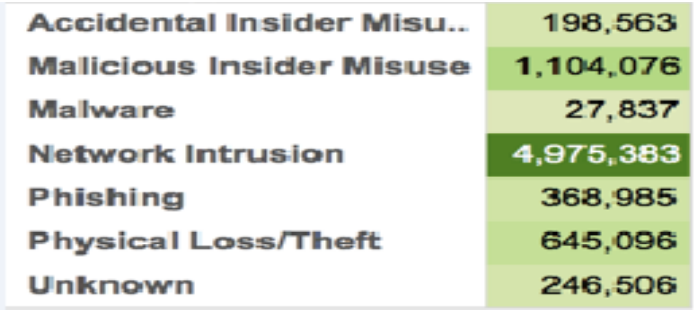 Accidental Insider Misu.. 198,563
Malicious Insider Misuse 1,104,076
Malware 27,837
Network Intrusion 4,975,383
Phishing 368,985
Physical Loss/Theft 645,096
Unknown 246,506